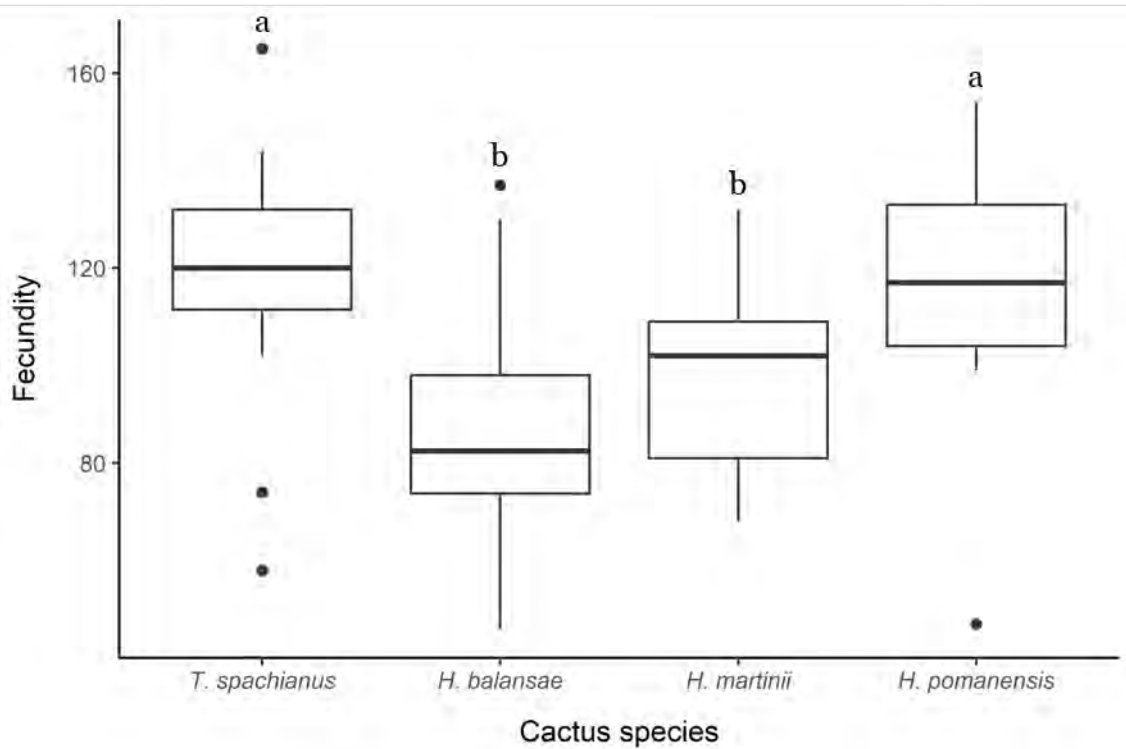 a
160
a
b
b
120
Fecundity
80
T. spachianus H. balansae H. martinii H. pomanensis
Cactus species